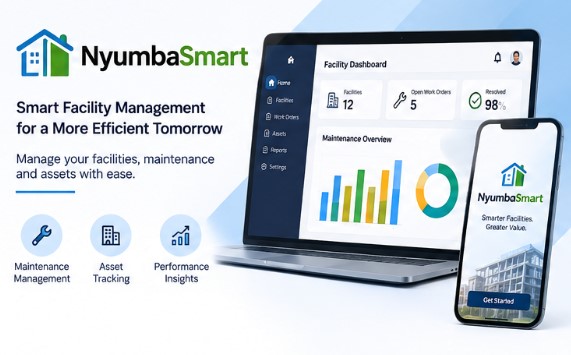 NyumbaSmart
Smart Facility Management
for a More Efficient Tomorrow
Manage your facilities, maintenance
and assets with ease.
Maintenance
Management
Asset
Tracking
Performance
Insights
Facility Dashboard
Home
Facilities
Work Orders
Assets
Reports
Settings
Facilities
12
Open Work Orders
5
Resolved
98%
Maintenance Overview
NyumbaSmart
Smarter Facilities.
Greater Value.
Get Started